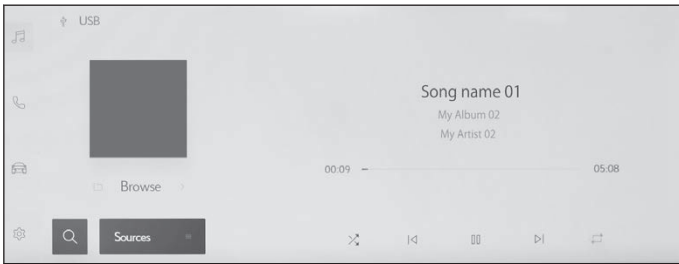 USB
Song name 01
My Album 02
My Artist 02
00:09
05:08
Browse
Sources